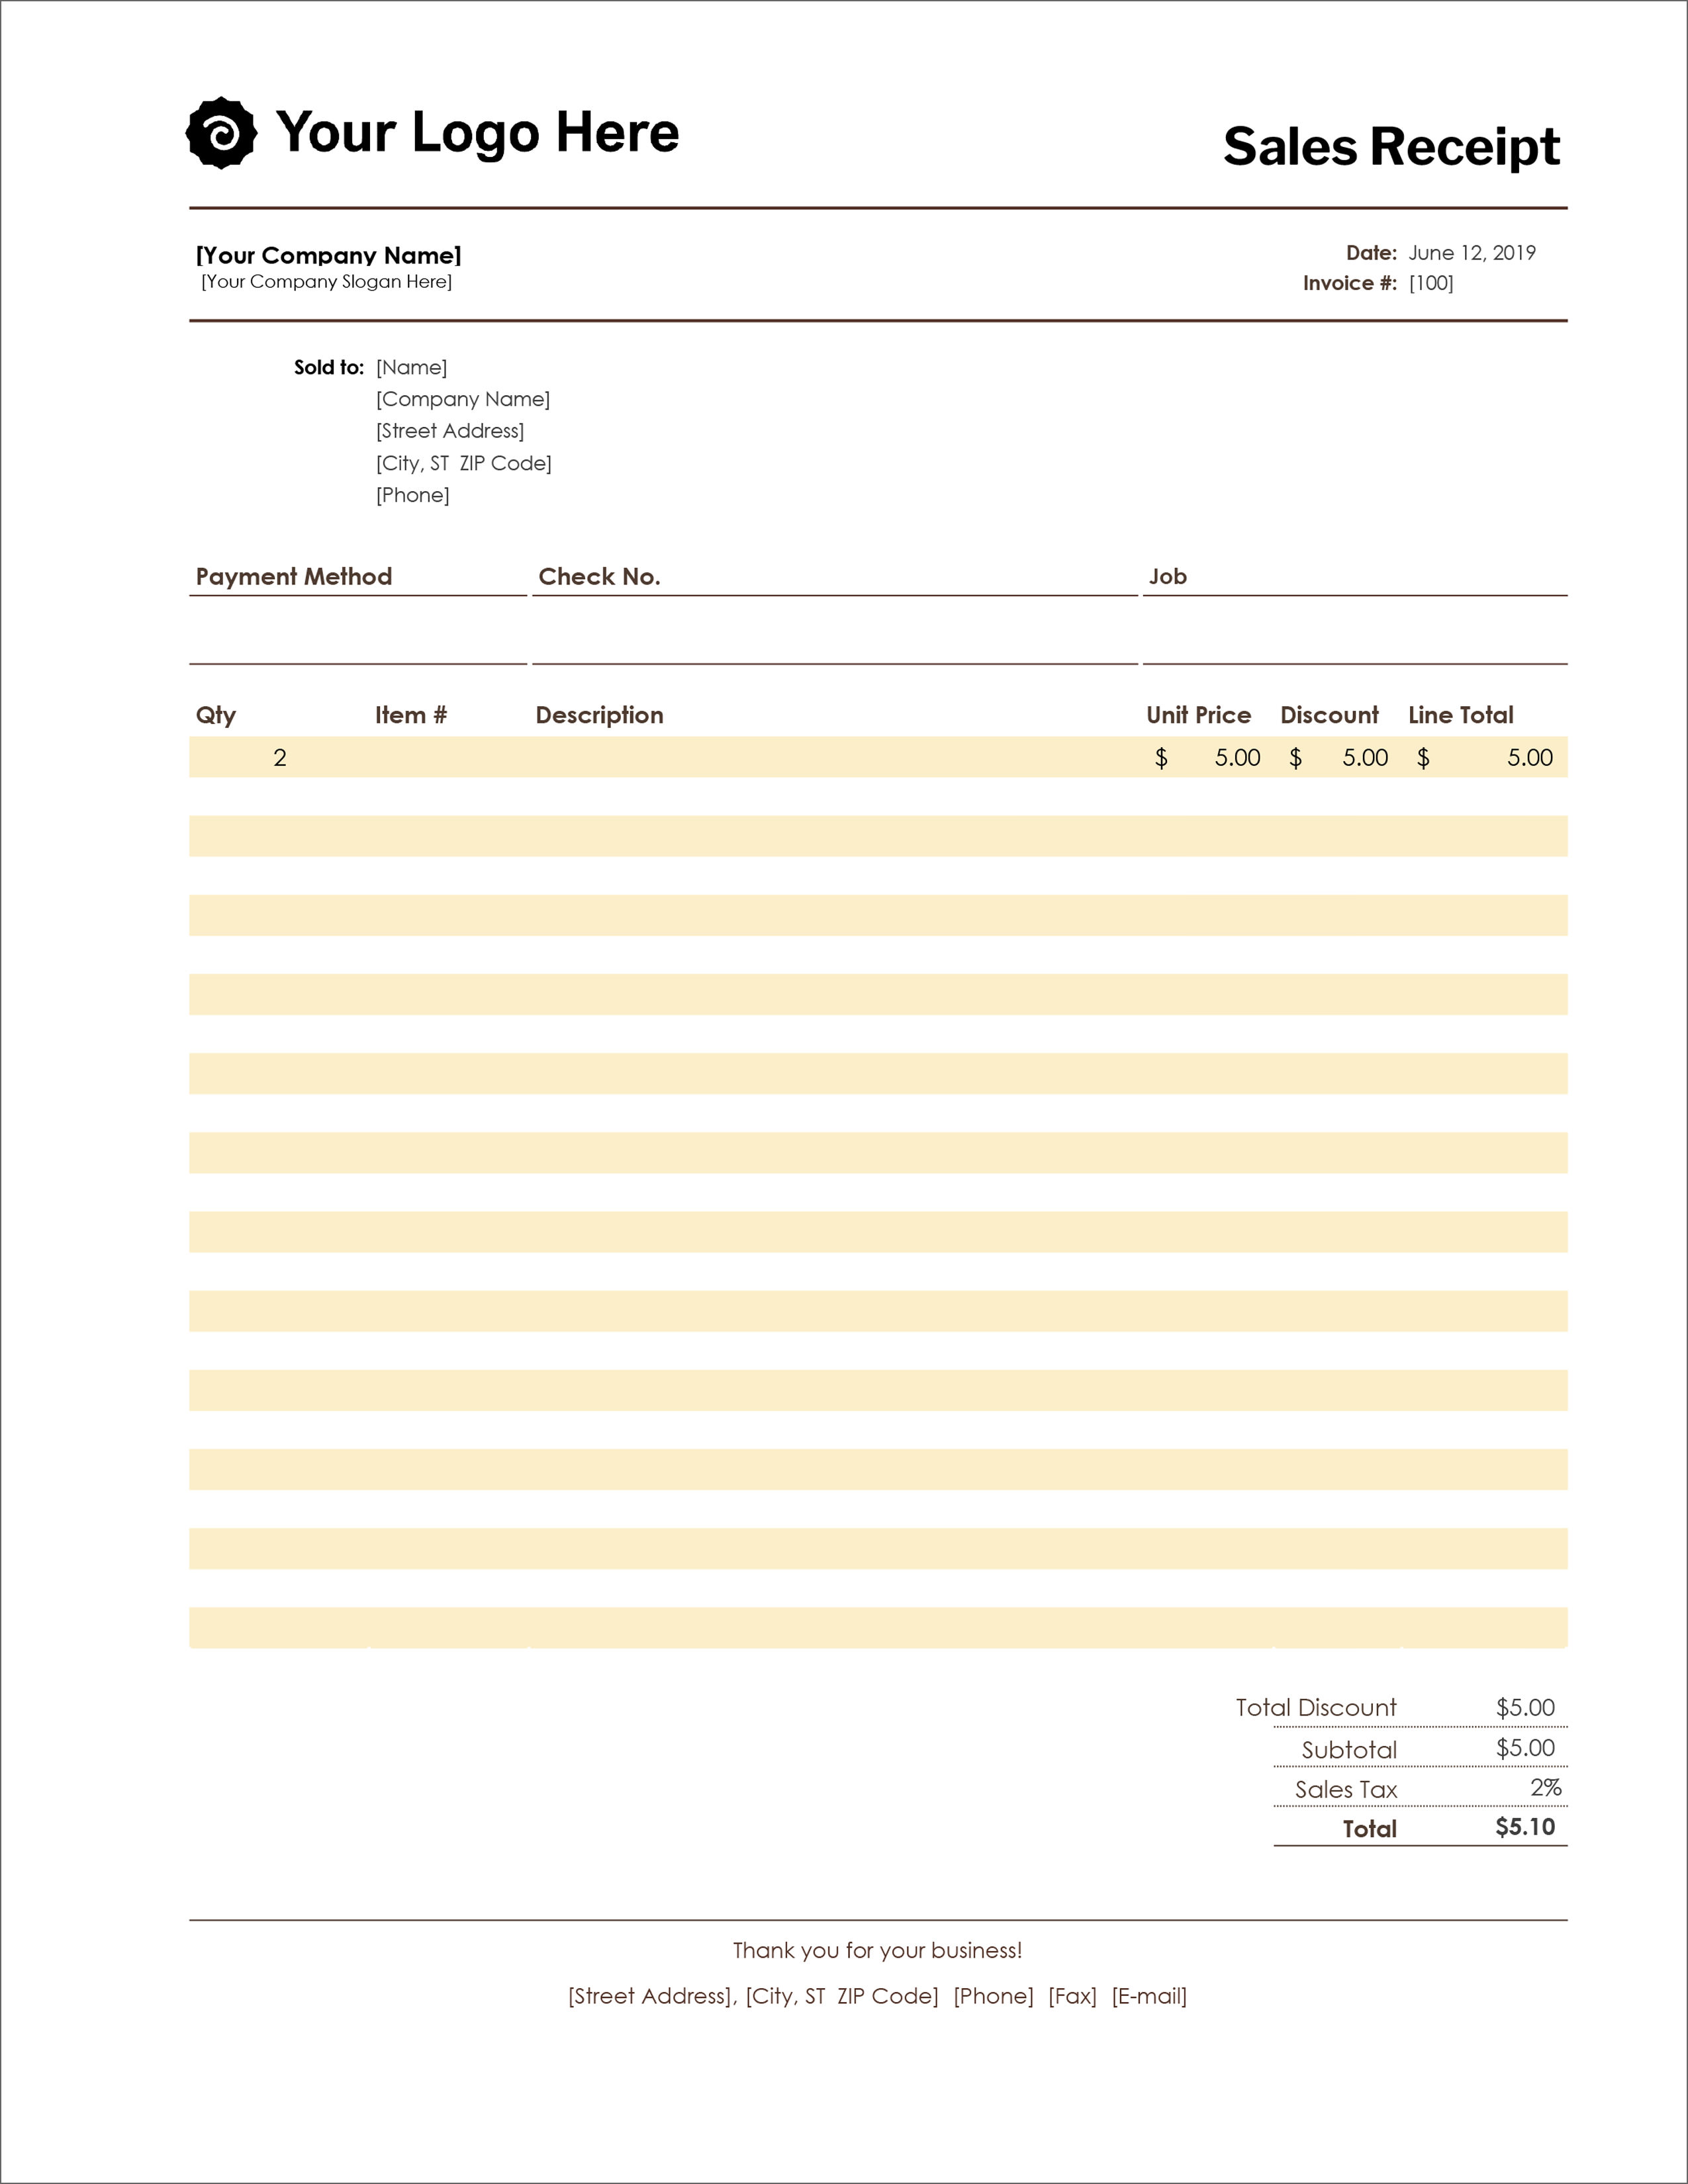 Your Logo Here
Sales Receipt
[Your Company Name]
[Your Company Slogan Here]
Date: June 12, 2019
Invoice #: [100]
Sold to: [Name]
[Company Name]
[Street Address]
[City, ST  ZIP Code]
[Phone]
Payment Method Check No. Job
Qty Item # Description Unit Price Discount Line Total
2 $ 5.00 $ 5.00 $ 5.00
Total Discount $5.00
Subtotal $5.00
Sales Tax 2%
Total $5.10
Thank you for your business!
[Street Address], [City, ST  ZIP Code]  [Phone]  [Fax]  [E-mail]